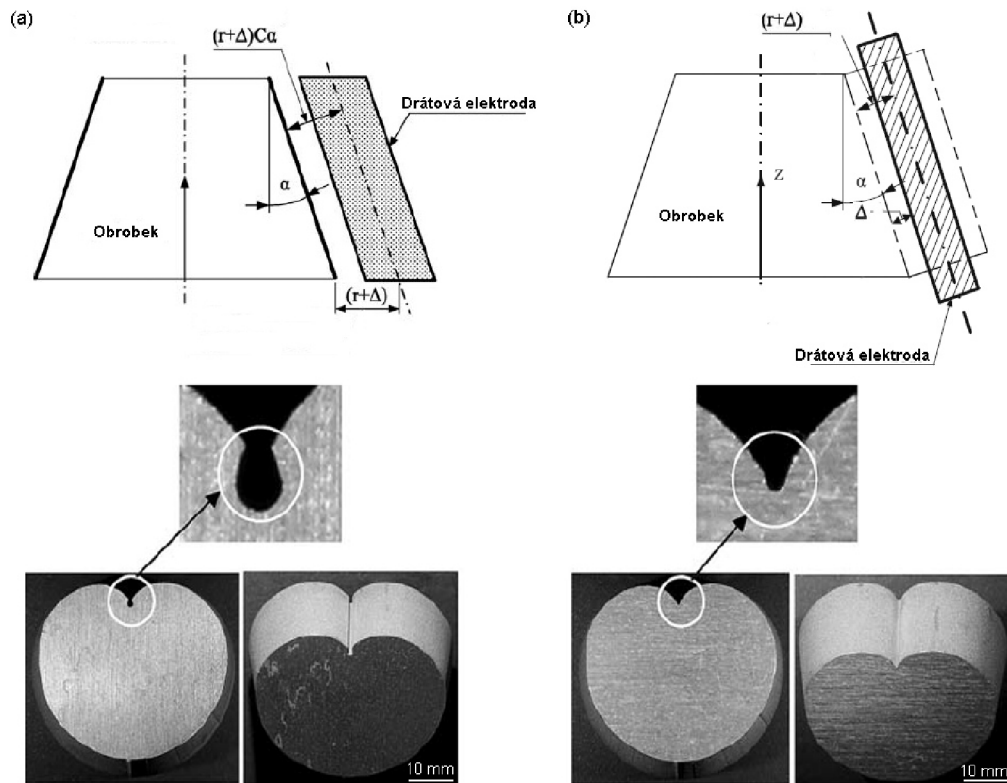 (a)
(r+Δ)Cα
Drátová elektroda
α
Obrobek
(r+Δ)
(b)
(r+Δ)
Z
α
Δ
Obrobek
Drátová elektroda
10 mm
10 mm